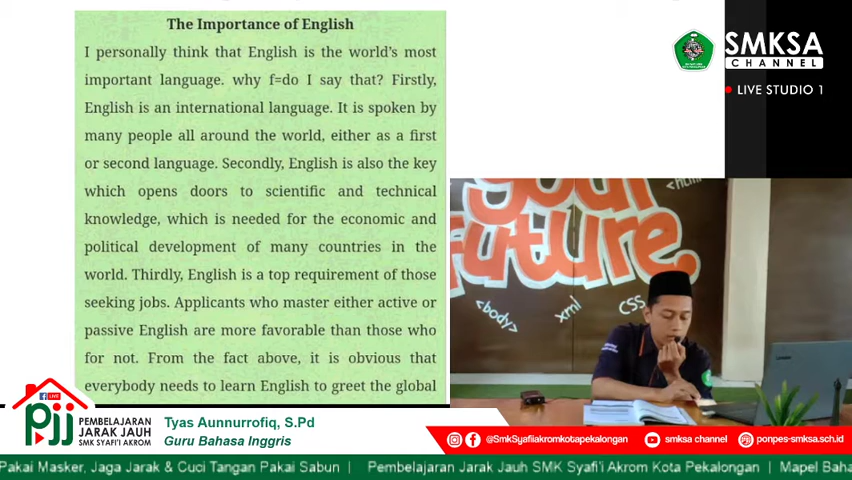 The Importance of English
I personally think that English is the world's most
important language. why f=do I say that? Firstly,
English is an international language. It is spoken by
many people all around the world, either as a first
or second language. Secondly, English is also the key
which opens doors to scientific and technical
knowledge, which is needed for the economic and
political development of many countries in the
world. Thirdly, English is a top requirement of those
seeking jobs. Applicants who master either active or
passive English are more favorable than those who
for not. From the fact above, it is obvious that
everybody needs to learn English to greet the global
SMKSA
CHANNEL
LIVE STUDIO 1
your
Future
<html
<body>
xml
CSS
LIVE
Pjj
PEMBELAJARAN
JARAK JAUH
SMK SYAFI'I AKROM
Tyas Aunnurrofiq, S.Pd
Guru Bahasa Inggris
@SmkSyafiiakromkotapekalongan
smksa channel
ponpes-smksa.sch.id
Pakai Masker, Jaga Jarak & Cuci Tangan Pakai Sabun | Pembelajaran Jarak Jauh SMK Syafi'i Akrom Kota Pekalongan | Mapel Baha